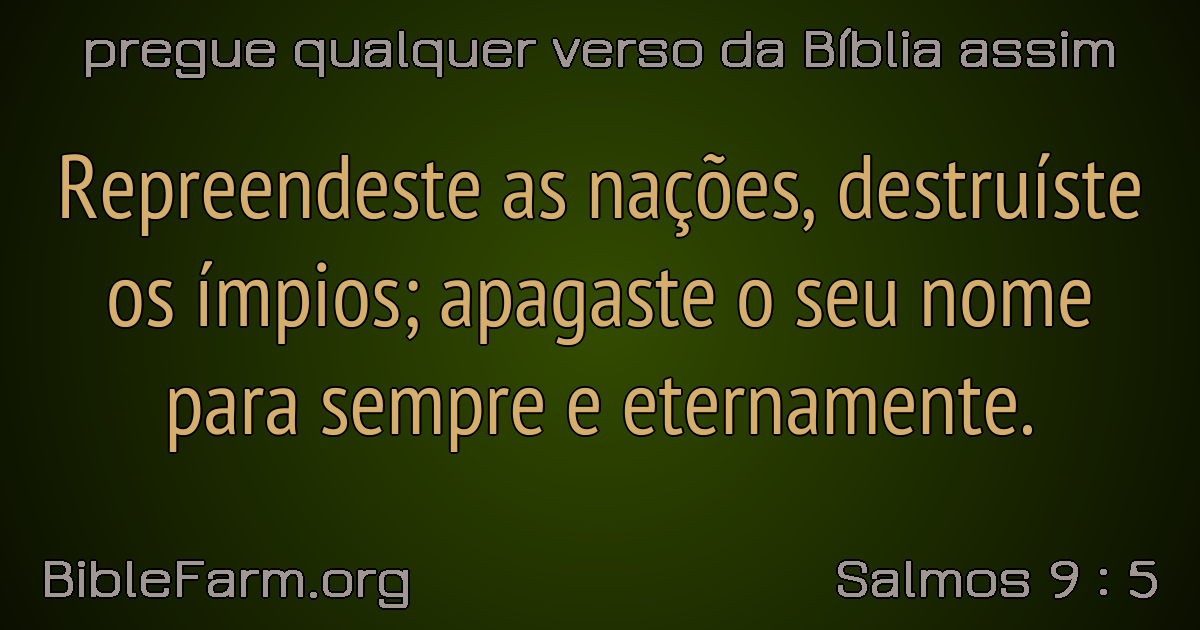 pregue qualquer verso da Bíblia assim
Repreendeste as nações, destruíste
os ímpios; apagaste o seu nome
para sempre e eternamente.
BibleFarm.org
Salmos 9 : 5